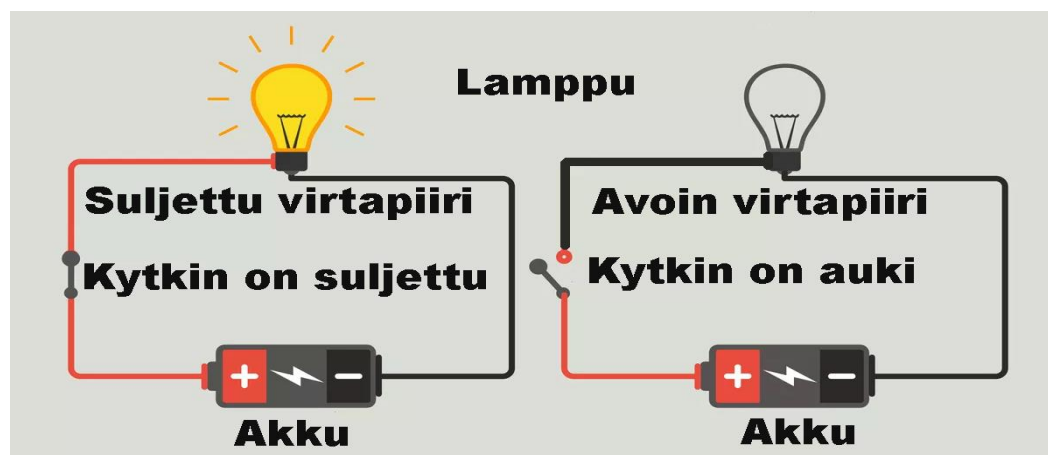 Lamppu
Suljettu virtapiiri
Kytkin on suljettu
+ −
Akku
Avoin virtapiiri
Kytkin on auki
+ −
Akku